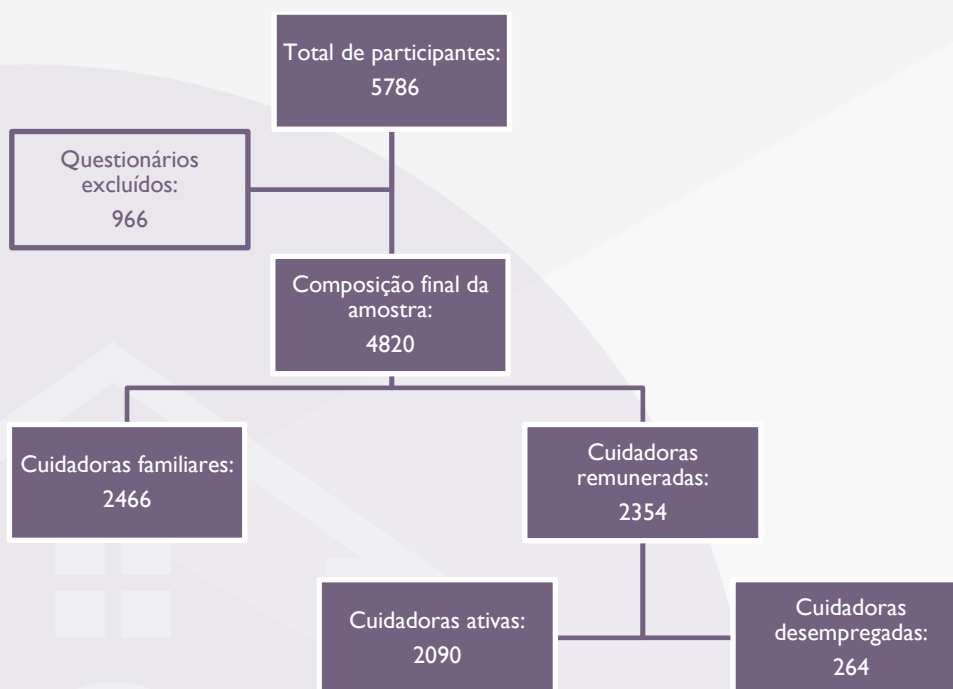 Total de participantes:
5786
Questionários
excluídos:
966
Composição final da
amostra:
4820
Cuidadoras familiares:
2466
Cuidadoras
remuneradas:
2354
Cuidadoras ativas:
2090
Cuidadoras
desempregadas:
264